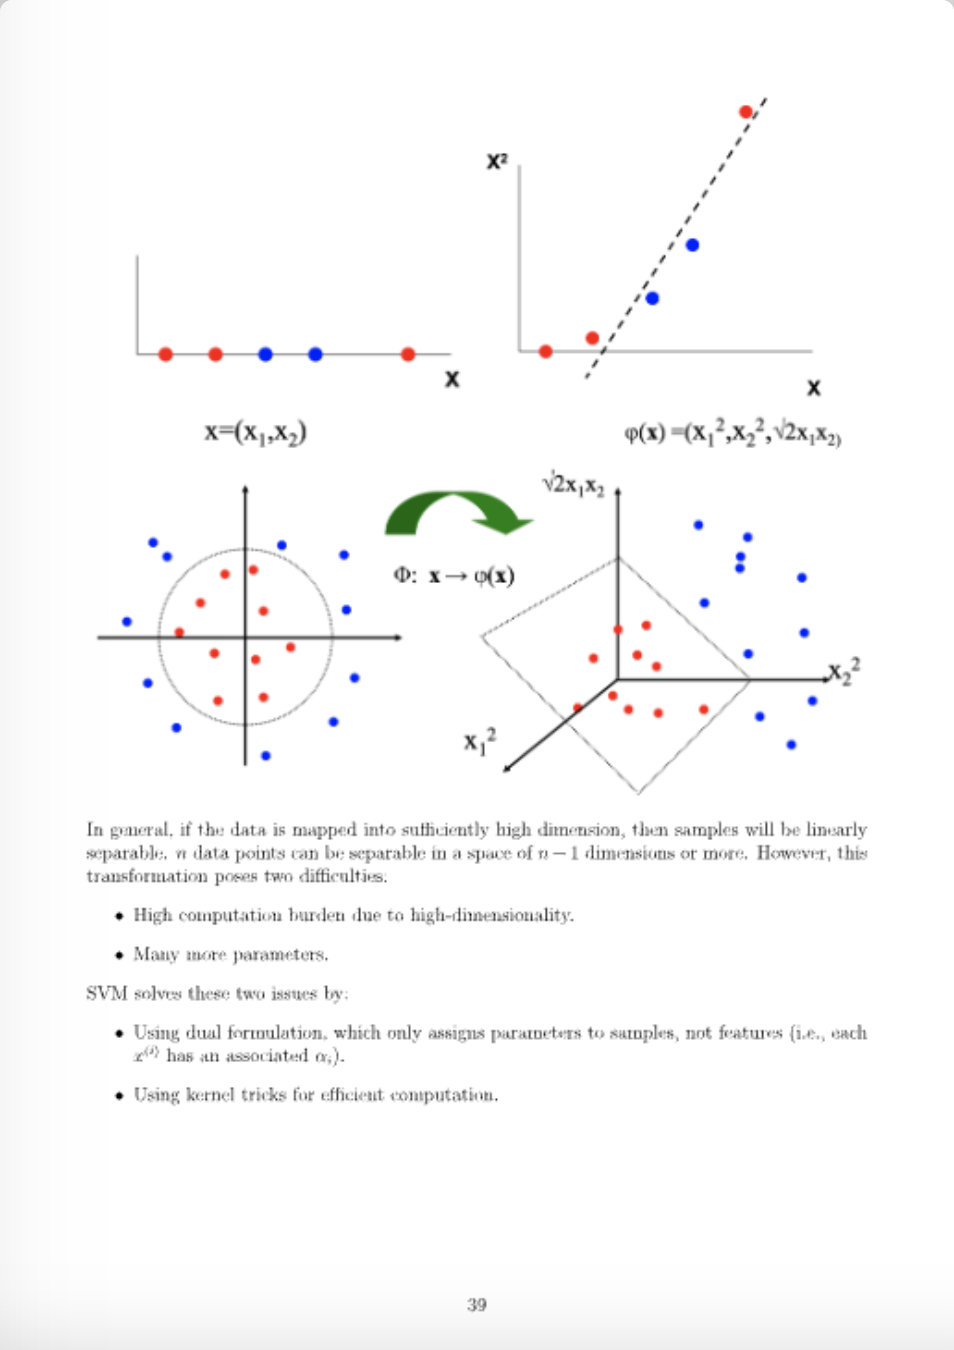 X²
X
X
x=(x₁,x₂)
φ(x) =(x₁²,x₂²,√2x₁x₂)
√2x₁x₂
Φ: x→ φ(x)
x₂²
x₁²
In general, if the data is mapped into sufficiently high dimension, then samples will be linearly
separable. n data points can be separable in a space of n − 1 dimensions or more. However, this
transformation poses two difficulties:
• High computation burden due to high-dimensionality.
• Many more parameters.
SVM solves these two issues by:
• Using dual formulation, which only assigns parameters to samples, not features (i.e., each
x⁽ⁱ⁾ has an associated αᵢ).
• Using kernel tricks for efficient computation.
39